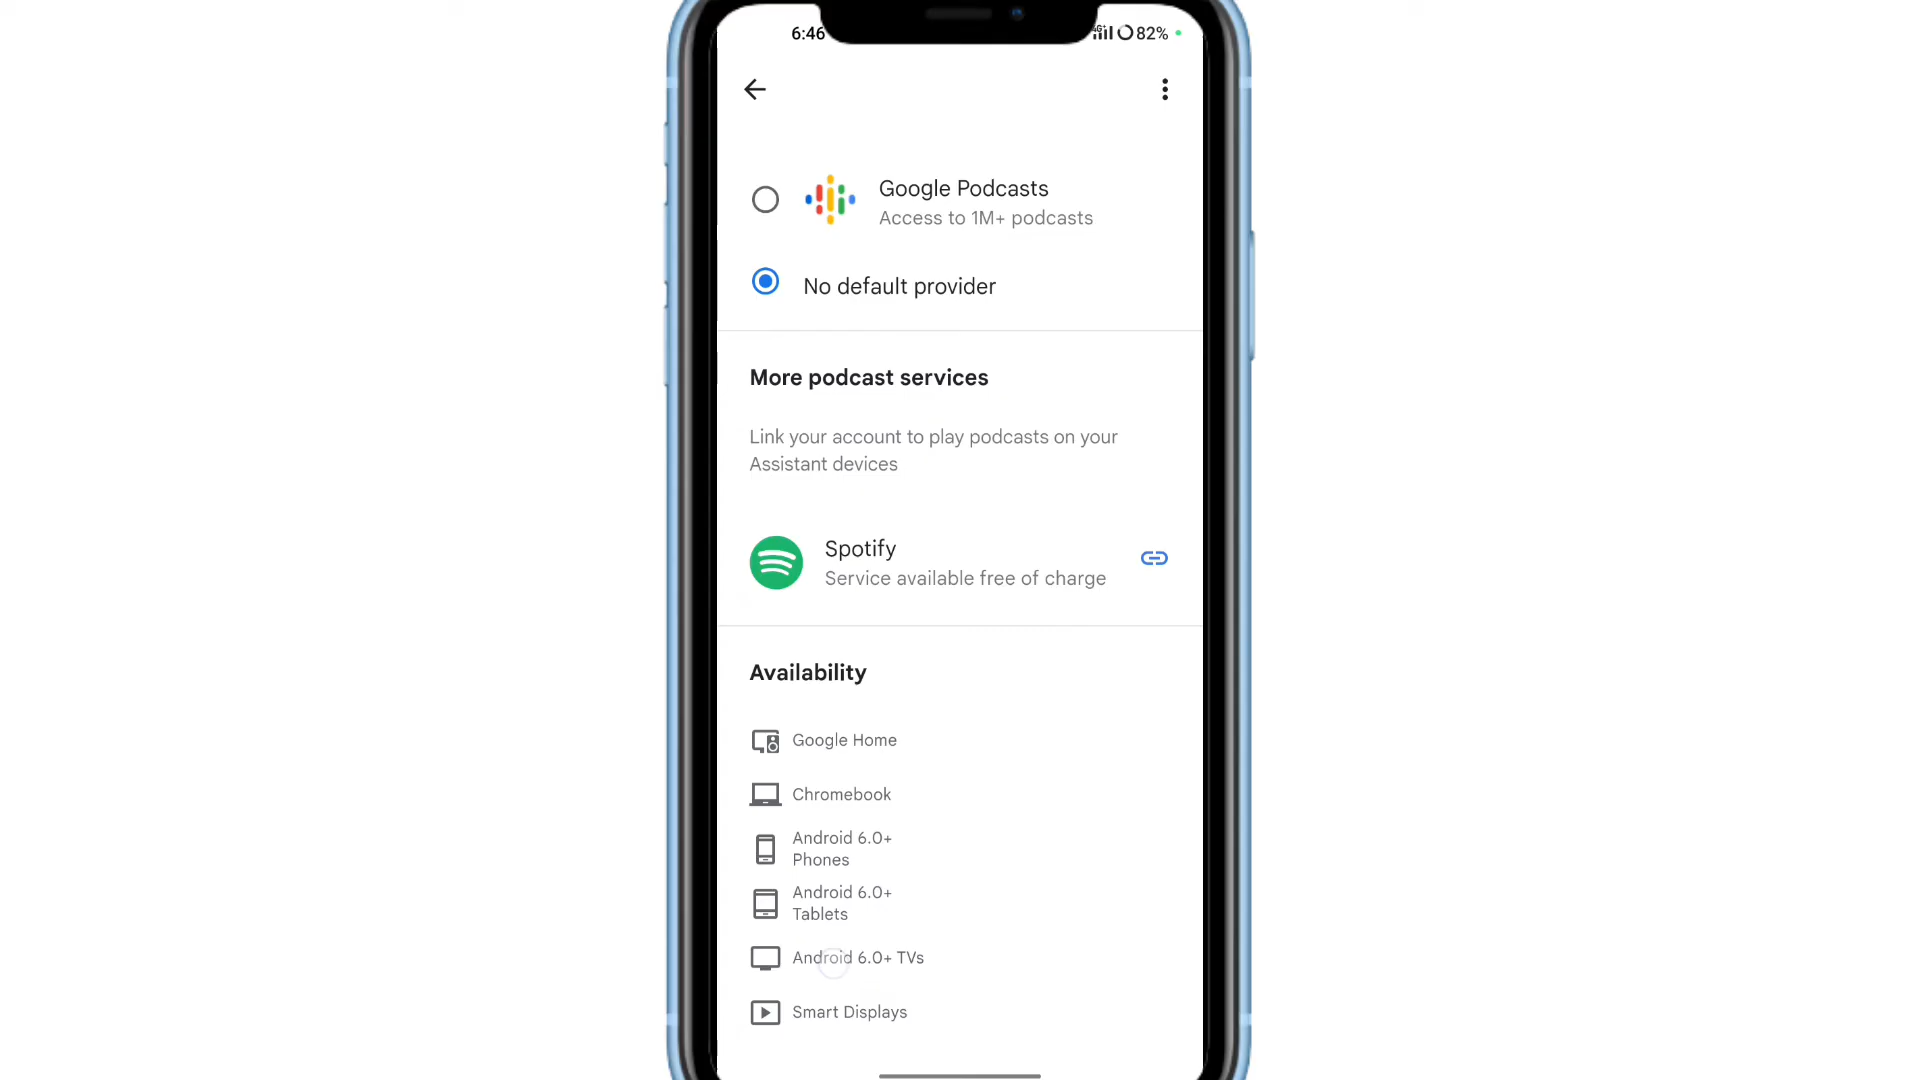 6:46
4G+ 82%
Google Podcasts
Access to 1M+ podcasts
No default provider
More podcast services
Link your account to play podcasts on your
Assistant devices
Spotify
Service available free of charge
Availability
Google Home
Chromebook
Android 6.0+
Phones
Android 6.0+
Tablets
Android 6.0+ TVs
Smart Displays